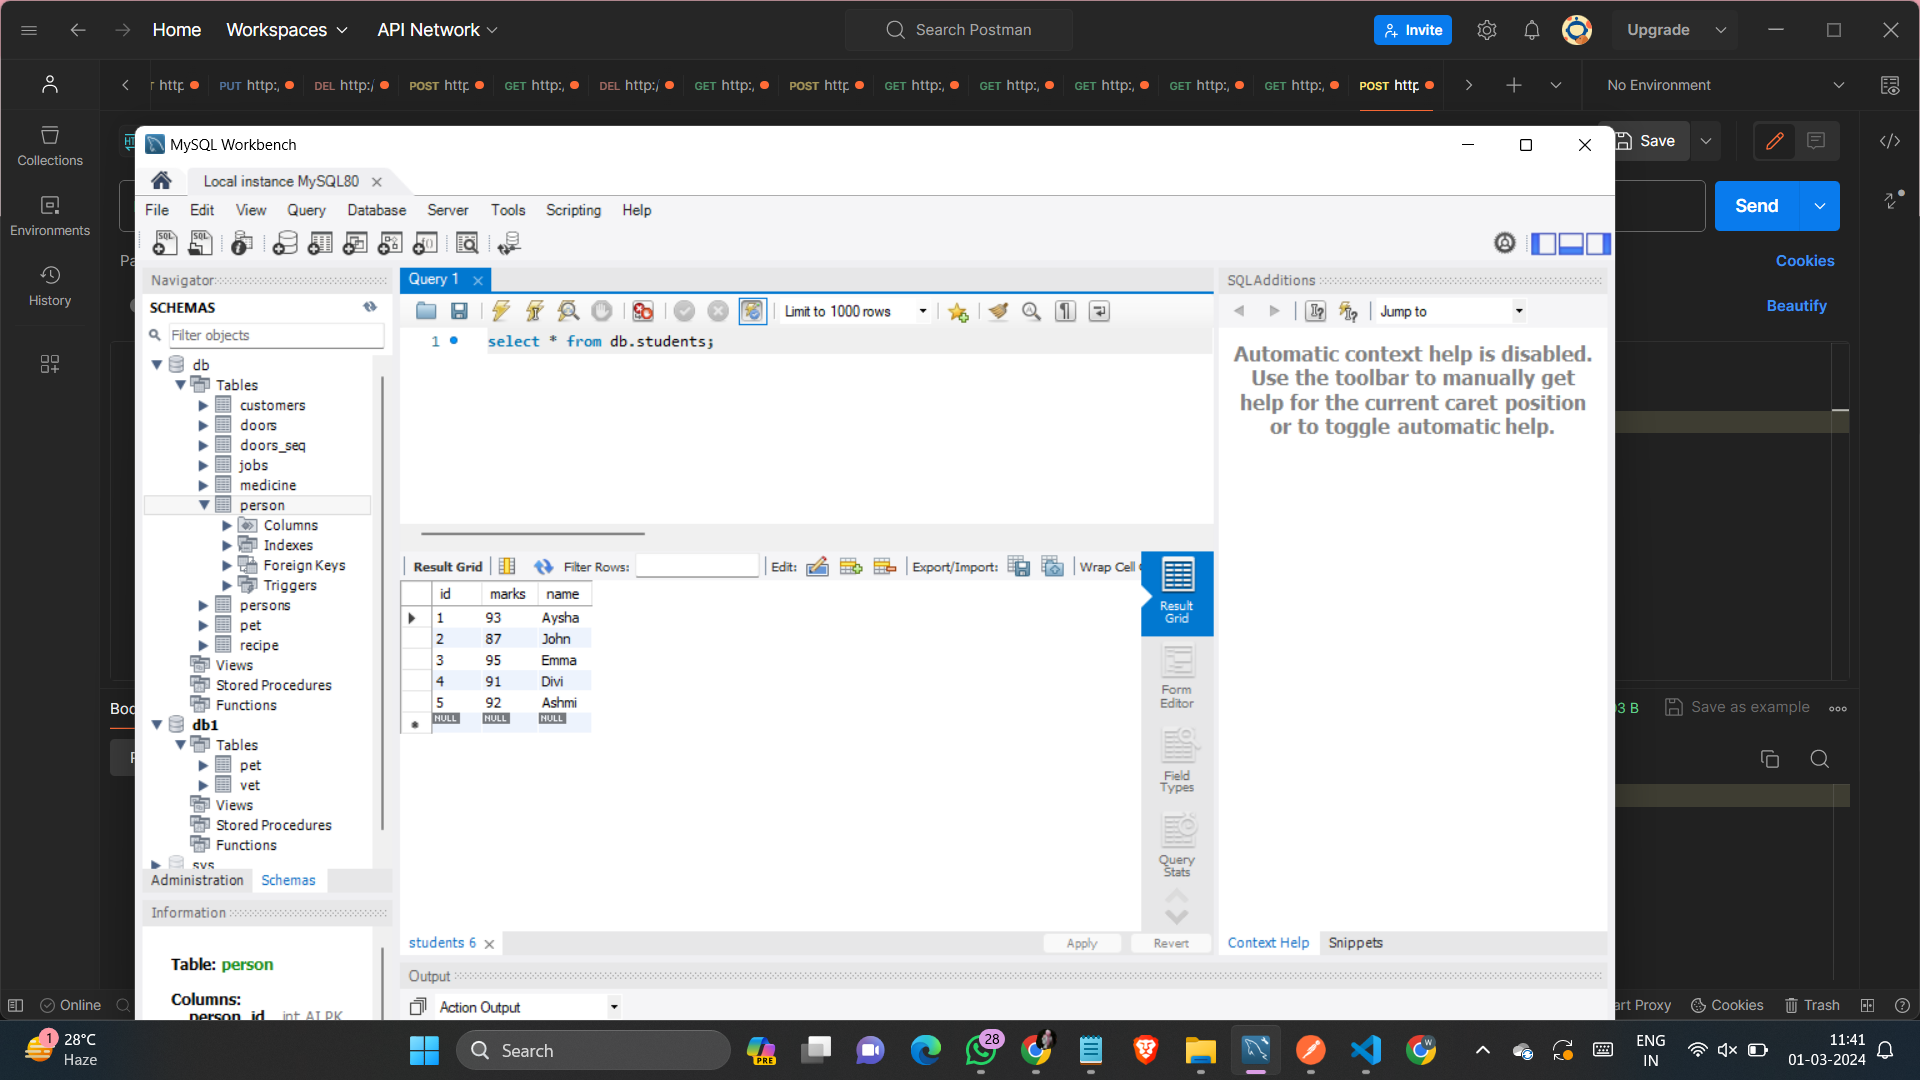 Home
Workspaces
API Network
Search Postman
Invite
Upgrade
http
PUT http:,
DEL http:/
POST http
GET http:,
DEL http:/
GET http:,
POST http
GET http:,
GET http:,
GET http:,
GET http:,
GET http:,
POST http
No Environment
Collections
Environments
History
Save
Send
Cookies
Beautify
MySQL Workbench
Local instance MySQL80
File Edit View Query Database Server Tools Scripting Help
Navigator
SCHEMAS
Filter objects
db
Tables
customers
doors
doors_seq
jobs
medicine
person
Columns
Indexes
Foreign Keys
Triggers
persons
pet
recipe
Views
Stored Procedures
Functions
db1
Tables
pet
vet
Views
Stored Procedures
Functions
sys
Administration Schemas
Information
Table: person
Columns:
person_id int AI PK
Query 1
Limit to 1000 rows
1 select * from db.students;
Result Grid Filter Rows: Edit: Export/Import: Wrap Cell
id marks name
1 93 Aysha
2 87 John
3 95 Emma
4 91 Divi
5 92 Ashmi
NULL NULL NULL
Result
Grid
Form
Editor
Field
Types
Query
Stats
students 6
Apply Revert
Output
Action Output
SQLAdditions
Jump to
Automatic context help is disabled.
Use the toolbar to manually get
help for the current caret position
or to toggle automatic help.
Context Help Snippets
Save as example
Online
Proxy
Cookies
Trash
1
28°C
Haze
Search
PRE
28
W
ENG
IN
11:41
01-03-2024